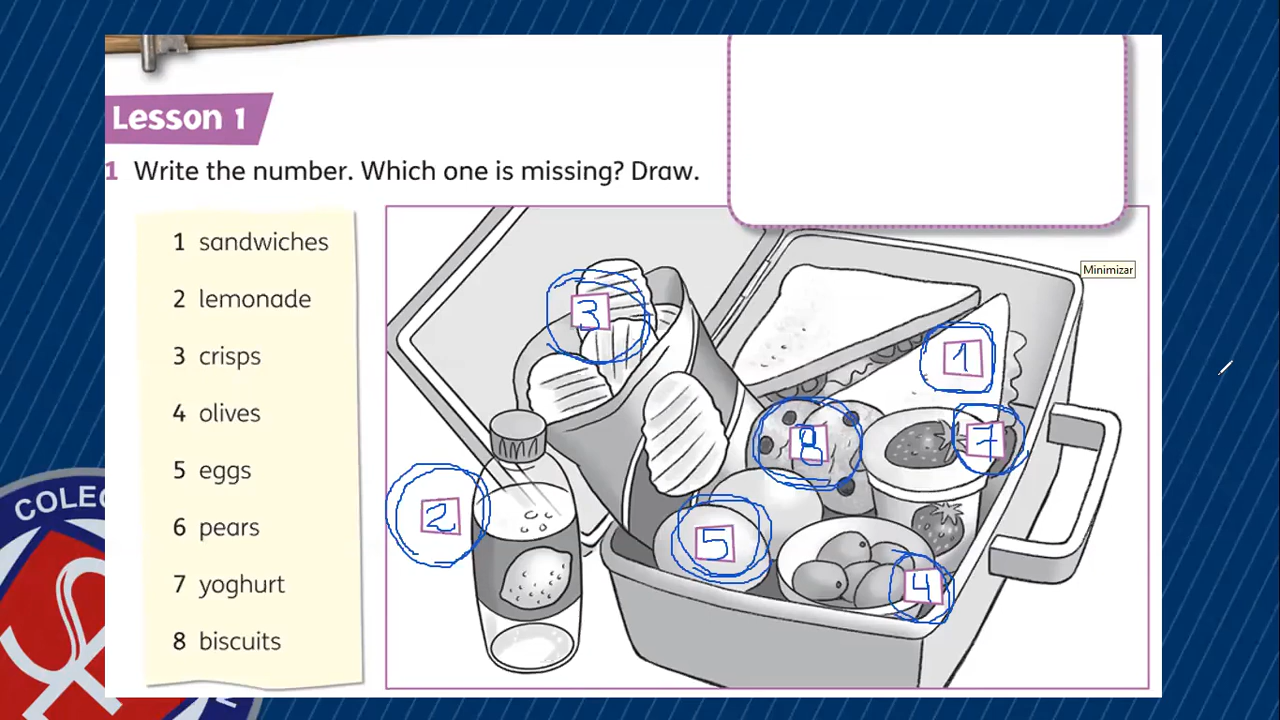 Lesson 1
1 Write the number. Which one is missing? Draw.
1 sandwiches
2 lemonade
3 crisps
4 olives
5 eggs
6 pears
7 yoghurt
8 biscuits
3
1
8
7
2
5
4
Minimizar
COLEG